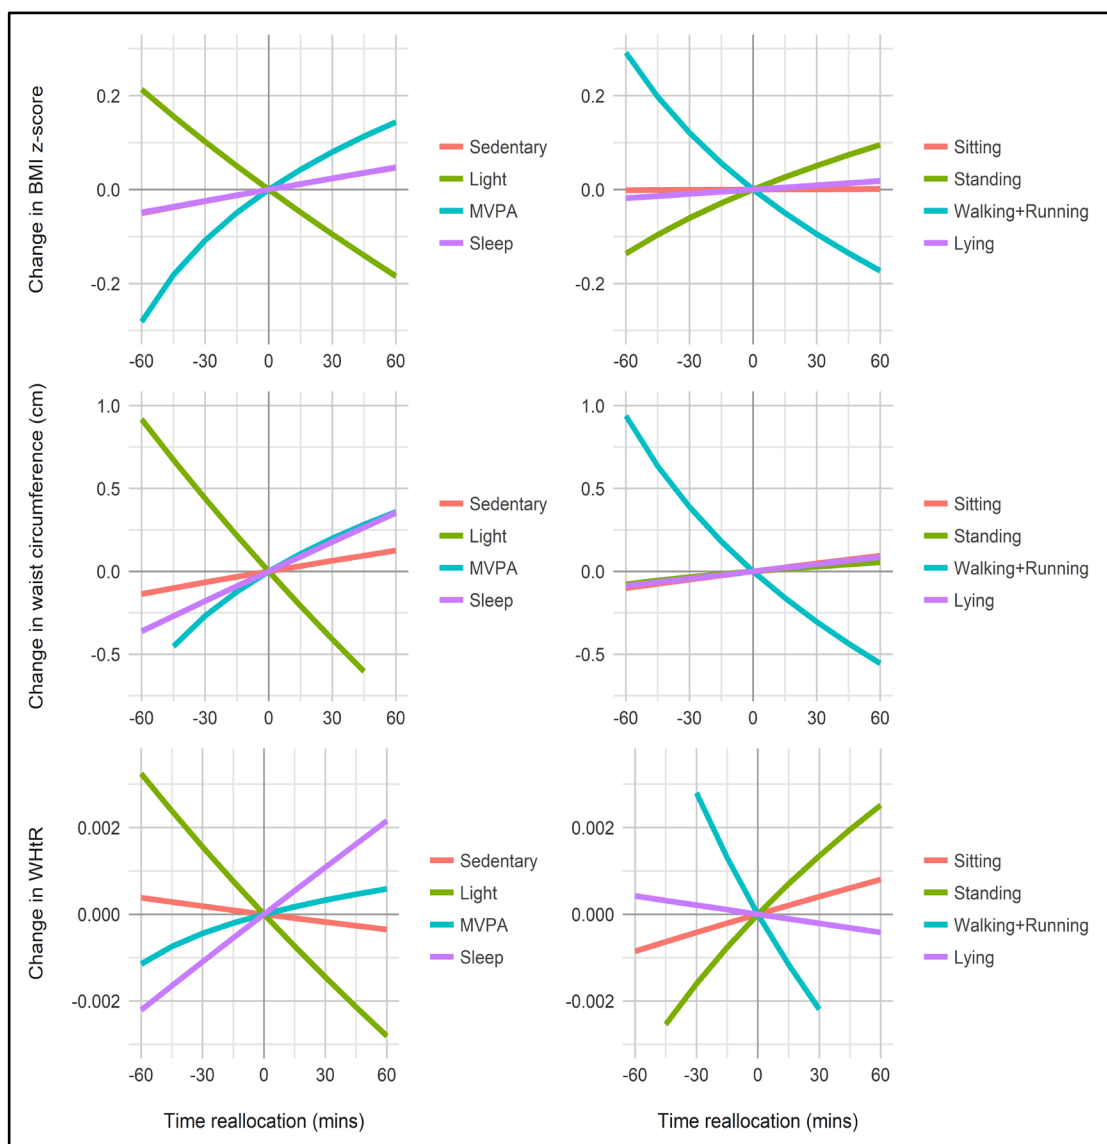 Change in BMI z-score
0.2
0.0
-0.2
-60 -30 0 30 60
Sedentary
Light
MVPA
Sleep
0.2
0.0
-0.2
-60 -30 0 30 60
Sitting
Standing
Walking+Running
Lying
Change in waist circumference (cm)
1.0
0.5
0.0
-0.5
-60 -30 0 30 60
Sedentary
Light
MVPA
Sleep
1.0
0.5
0.0
-0.5
-60 -30 0 30 60
Sitting
Standing
Walking+Running
Lying
Change in WHtR
0.002
0.000
-0.002
-60 -30 0 30 60
Sedentary
Light
MVPA
Sleep
0.002
0.000
-0.002
-60 -30 0 30 60
Sitting
Standing
Walking+Running
Lying
Time reallocation (mins)
Time reallocation (mins)